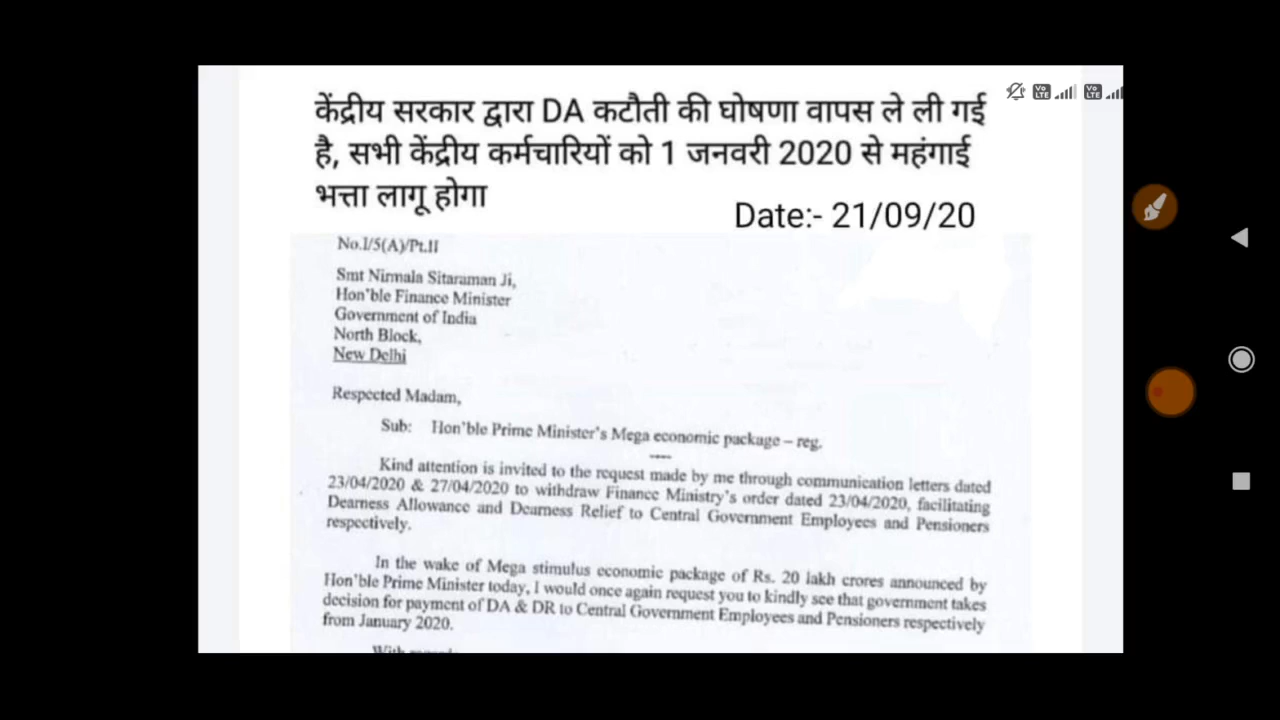 केंद्रीय सरकार द्वारा DA कटौती की घोषणा वापस ले ली गई
है, सभी केंद्रीय कर्मचारियों को 1 जनवरी 2020 से महंगाई
भत्ता लागू होगा
Date:- 21/09/20
No.I/5(A)/Pt.II
Smt Nirmala Sitaraman Ji,
Hon'ble Finance Minister
Government of India
North Block,
New Delhi
Respected Madam,
Sub: Hon'ble Prime Minister's Mega economic package – reg.
Kind attention is invited to the request made by me through communication letters dated
23/04/2020 & 27/04/2020 to withdraw Finance Ministry's order dated 23/04/2020, facilitating
Dearness Allowance and Dearness Relief to Central Government Employees and Pensioners
respectively.
In the wake of Mega stimulus economic package of Rs. 20 lakh crores announced by
Hon'ble Prime Minister today, I would once again request you to kindly see that government takes
decision for payment of DA & DR to Central Government Employees and Pensioners respectively
from January 2020.